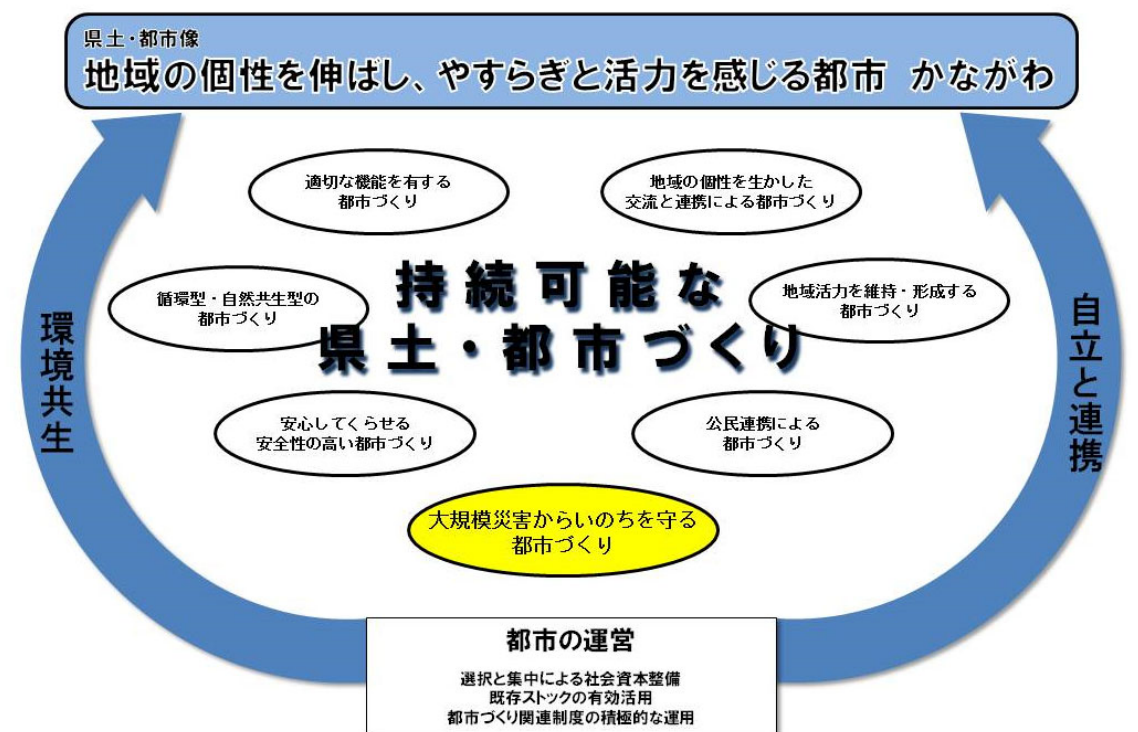 県土・都市像
地域の個性を伸ばし、やすらぎと活力を感じる都市 かながわ
適切な機能を有する
都市づくり
地域の個性を生かした
交流と連携による都市づくり
持続可能な
県土・都市づくり
循環型・自然共生型の
都市づくり
地域活力を維持・形成する
都市づくり
環境共生
自立と連携
安心してくらせる
安全性の高い都市づくり
公民連携による
都市づくり
大規模災害からいのちを守る
都市づくり
都市の運営
選択と集中による社会資本整備
既存ストックの有効活用
都市づくり関連制度の積極的な運用